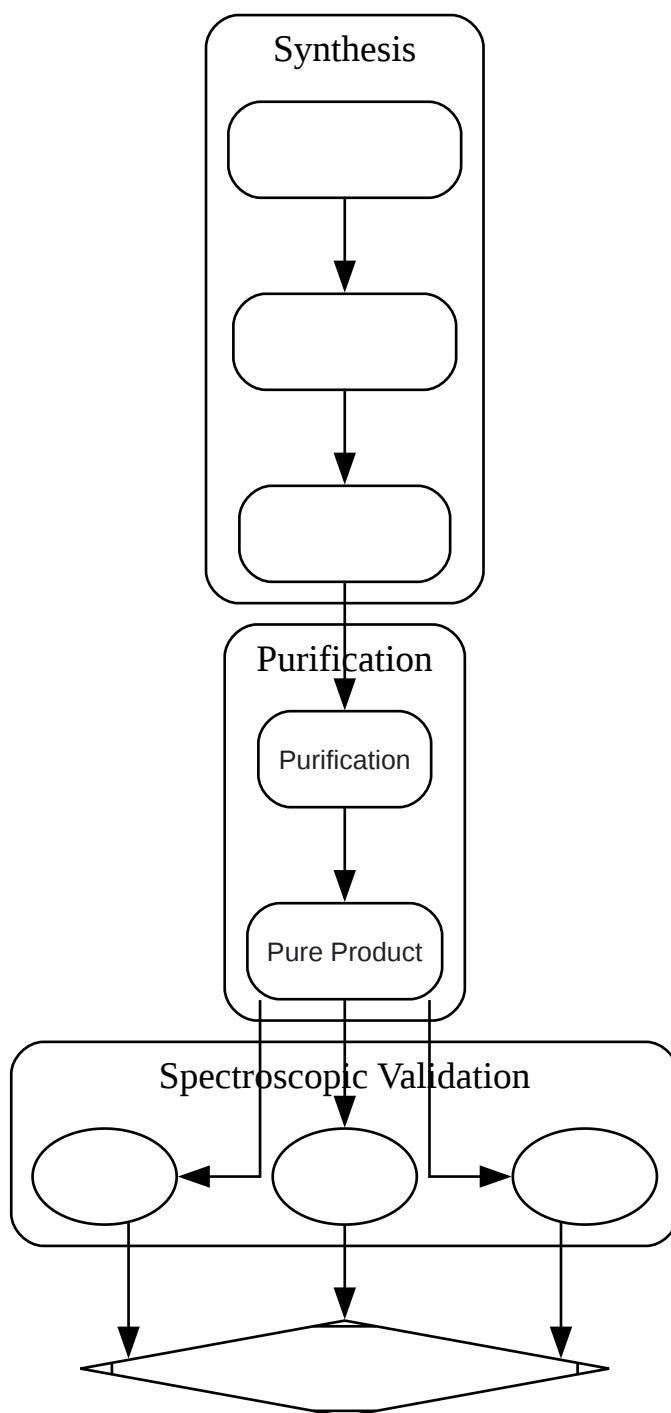 Synthesis
Purification
Purification
Pure Product
Spectroscopic Validation